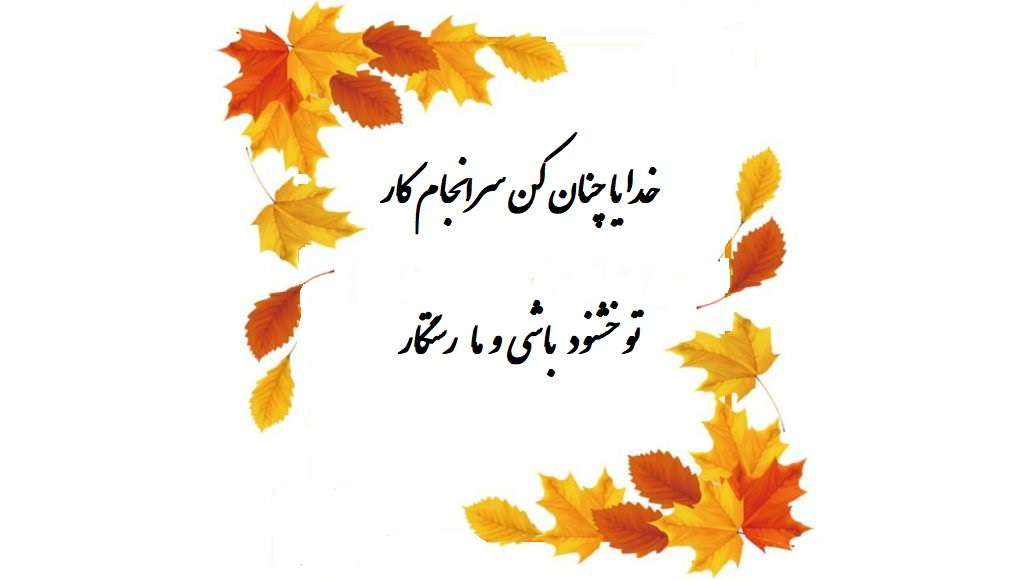 خدایا چنان کن سرانجام کار
تو خشنود باشی و ما رستگار